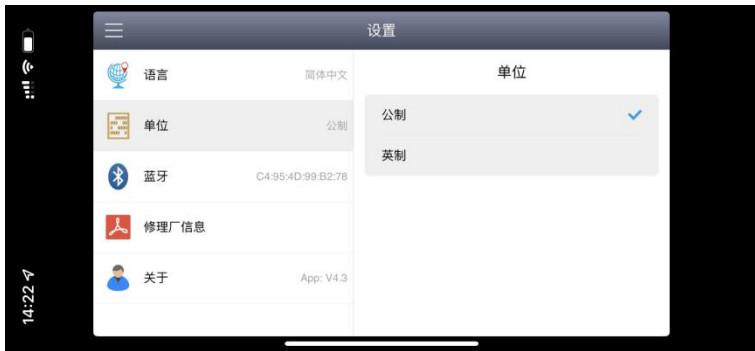 设置
语言 简体中文
单位 公制
蓝牙 C4:95:4D:99:B2:78
修理厂信息
关于 App: V4.3
单位
公制
英制
14:22